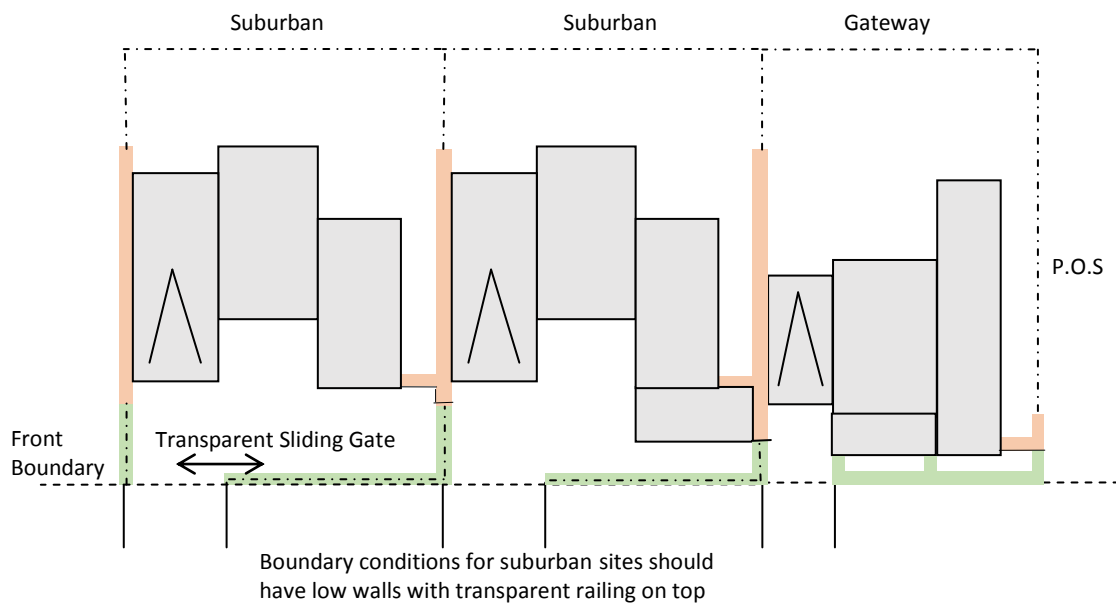 Suburban
Suburban
Gateway
P.O.S
Front
Boundary
Transparent Sliding Gate
Boundary conditions for suburban sites should
have low walls with transparent railing on top